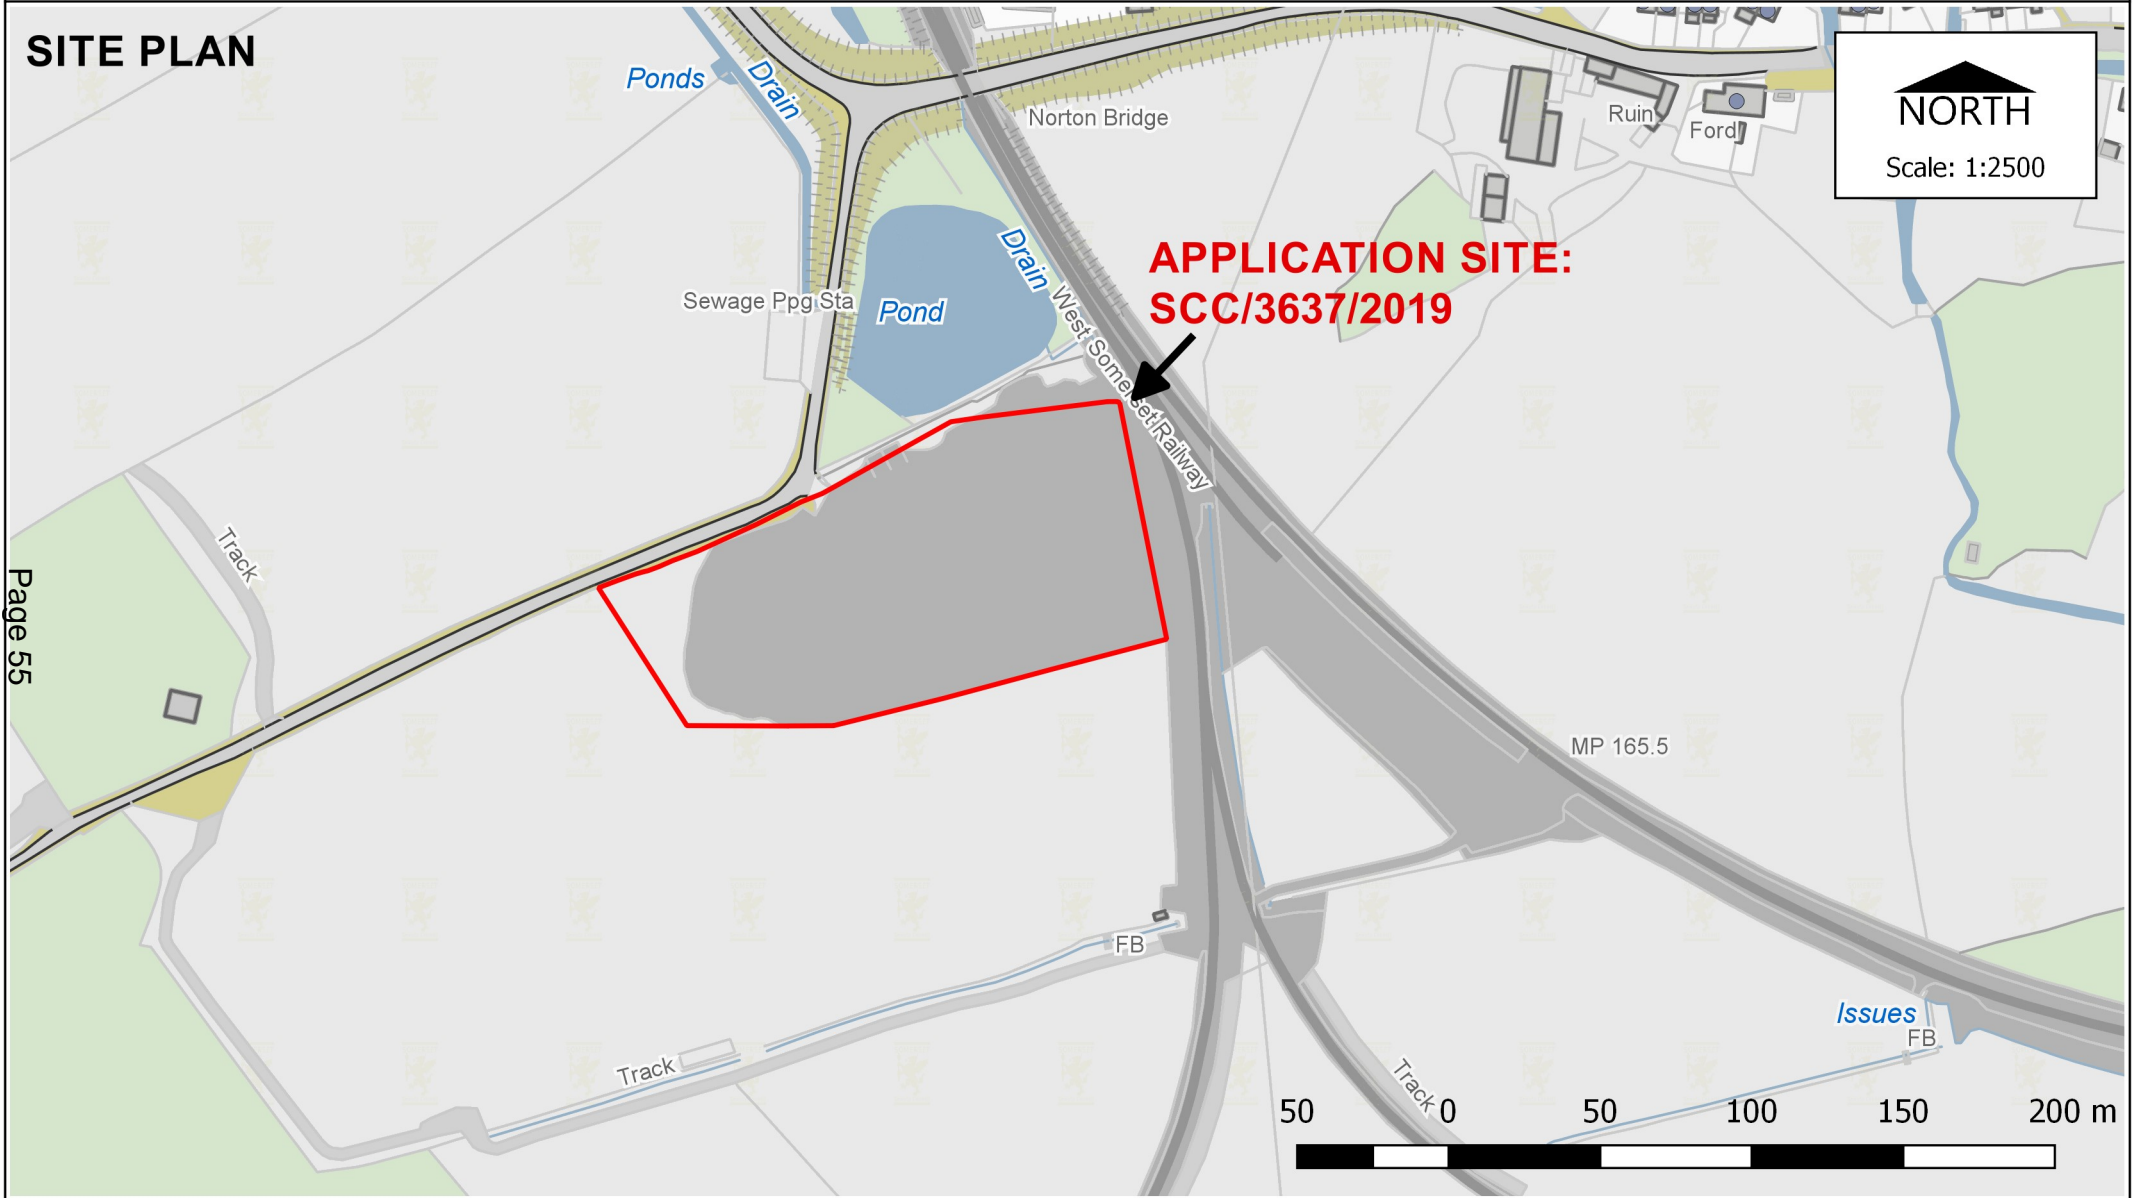 SITE PLAN
Ponds
Drain
Norton Bridge
Ruin
Ford
NORTH
Scale: 1:2500
Drain
APPLICATION SITE:
SCC/3637/2019
Sewage Ppg Sta
Pond
West Somerset Railway
Track
Page 55
MP 165.5
FB
Issues
FB
Track
Track
50 0 50 100 150 200 m